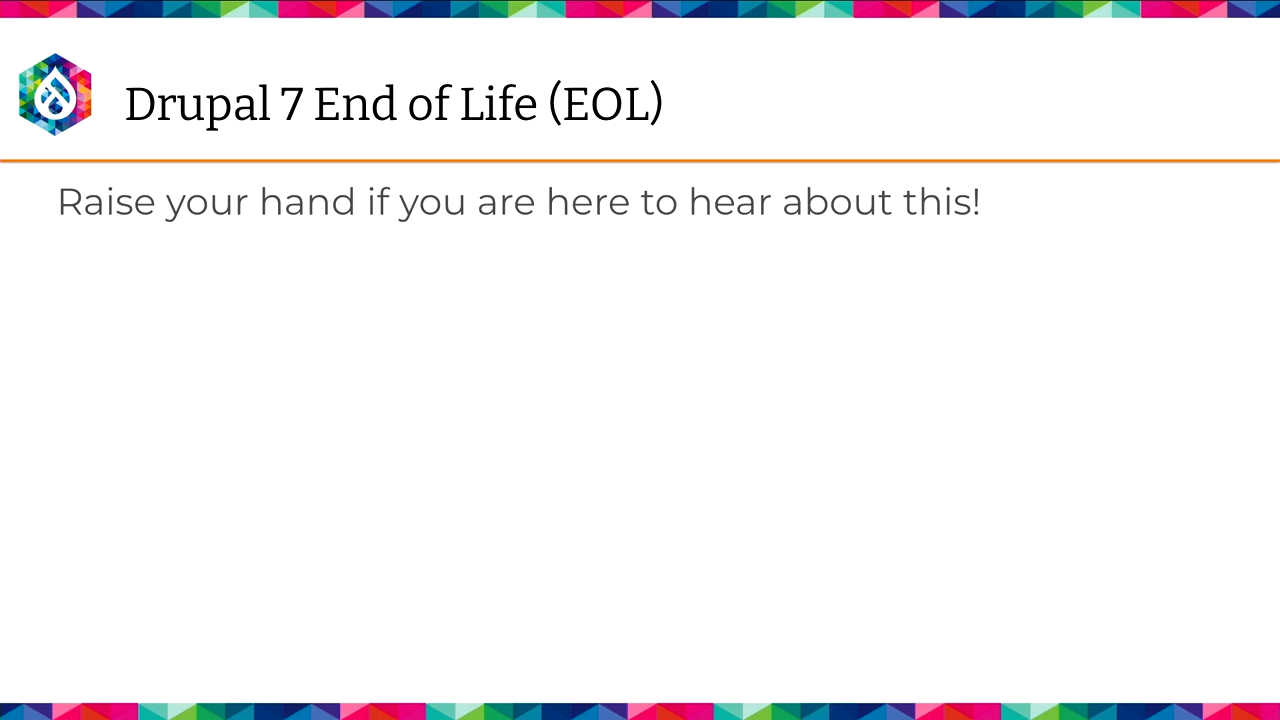 Drupal 7 End of Life (EOL)
Raise your hand if you are here to hear about this!